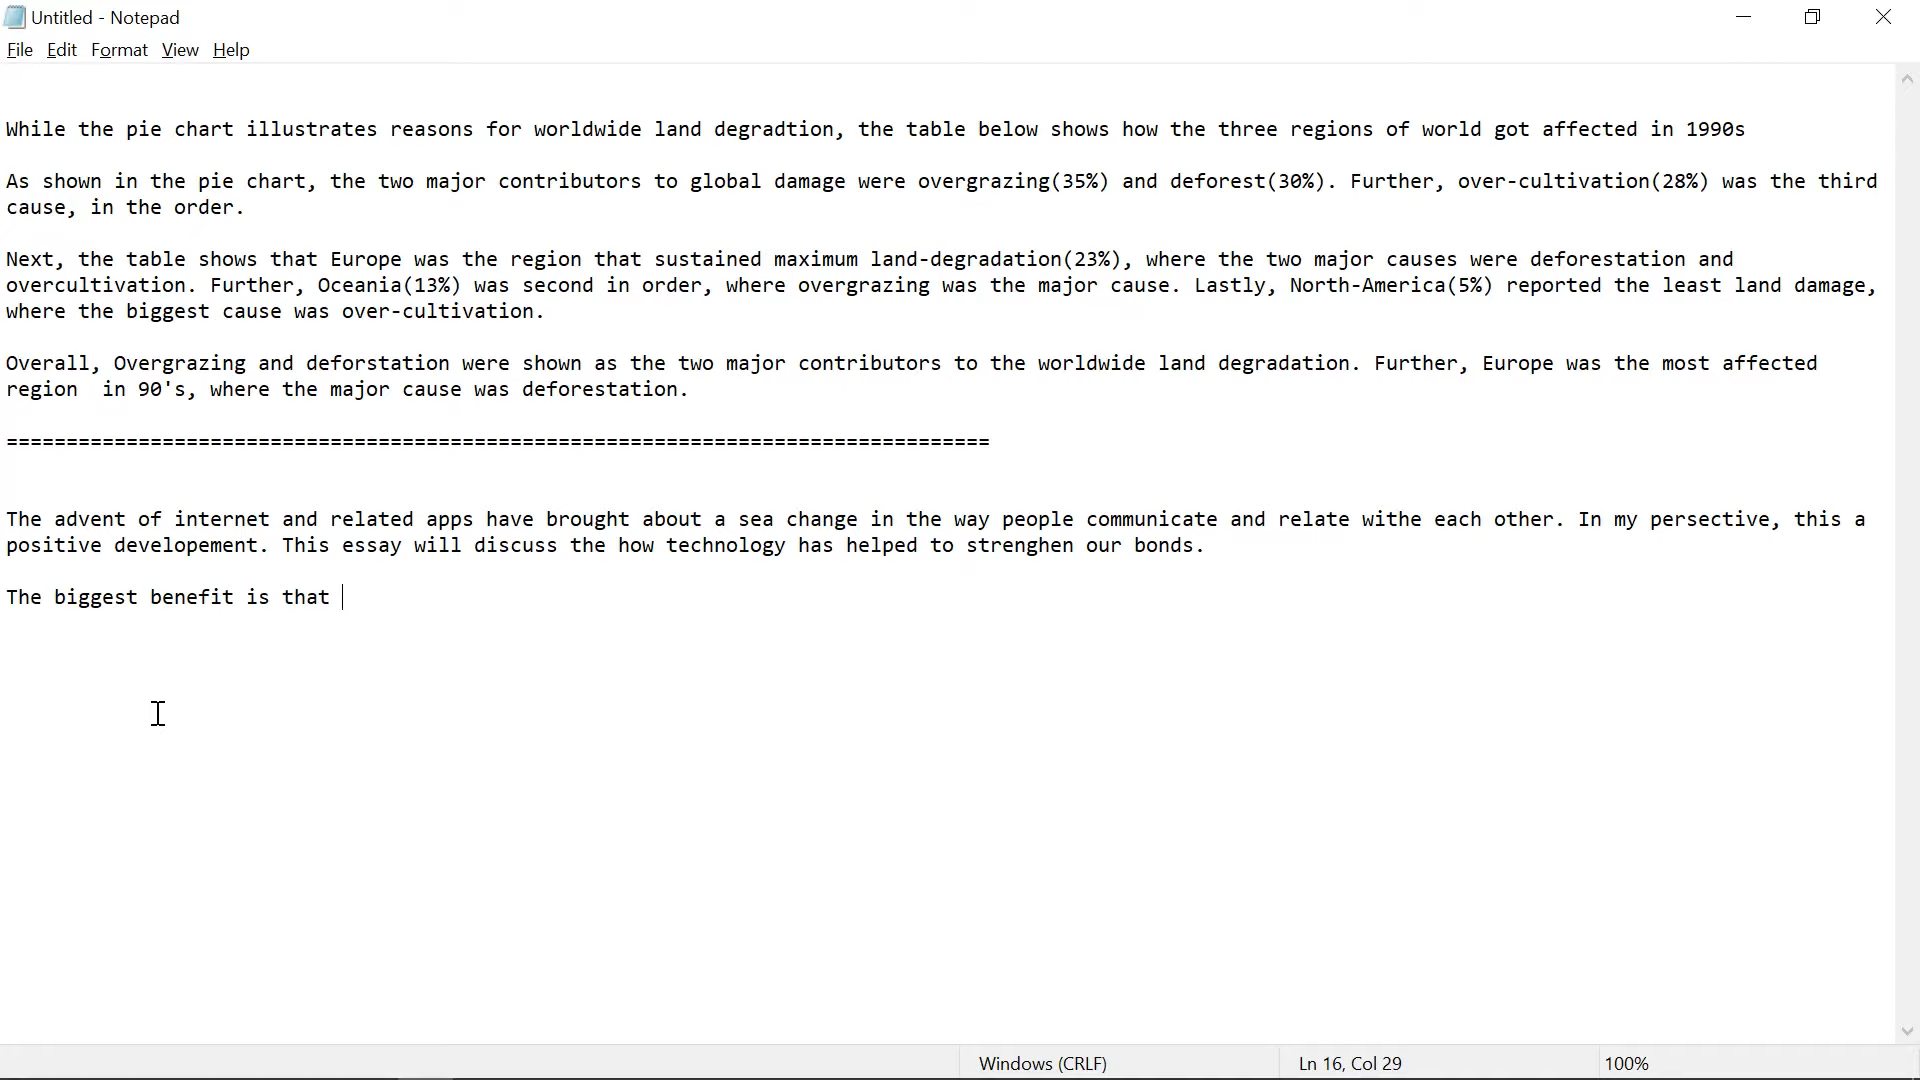 Untitled - Notepad
File Edit Format View Help
While the pie chart illustrates reasons for worldwide land degradtion, the table below shows how the three regions of world got affected in 1990s
As shown in the pie chart, the two major contributors to global damage were overgrazing(35%) and deforest(30%). Further, over-cultivation(28%) was the third
cause, in the order.
Next, the table shows that Europe was the region that sustained maximum land-degradation(23%), where the two major causes were deforestation and
overcultivation. Further, Oceania(13%) was second in order, where overgrazing was the major cause. Lastly, North-America(5%) reported the least land damage,
where the biggest cause was over-cultivation.
Overall, Overgrazing and deforstation were shown as the two major contributors to the worldwide land degradation. Further, Europe was the most affected
region  in 90's, where the major cause was deforestation.
==================================================================================
The advent of internet and related apps have brought about a sea change in the way people communicate and relate withe each other. In my persective, this a
positive developement. This essay will discuss the how technology has helped to strenghen our bonds.
The biggest benefit is that
Windows (CRLF) Ln 16, Col 29 100%